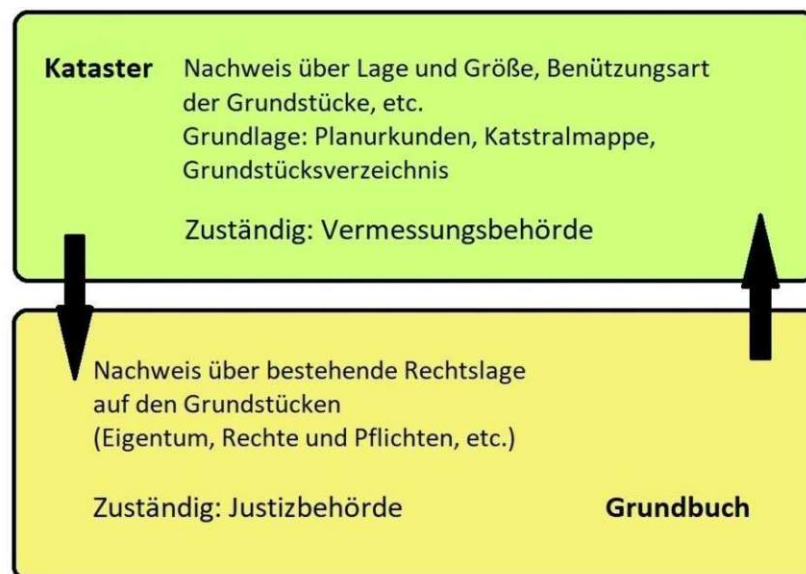 Kataster Nachweis über Lage und Größe, Benützungsart
der Grundstücke, etc.
Grundlage: Planurkunden, Katstralmappe,
Grundstücksverzeichnis
Zuständig: Vermessungsbehörde
Nachweis über bestehende Rechtslage
auf den Grundstücken
(Eigentum, Rechte und Pflichten, etc.)
Zuständig: Justizbehörde Grundbuch